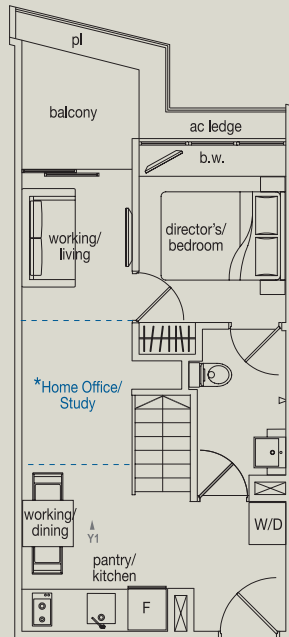 pl
balcony
ac ledge
b.w.
working/
living
director's/
bedroom
*Home Office/
Study
working/
dining
Y1
W/D
pantry/
kitchen
F